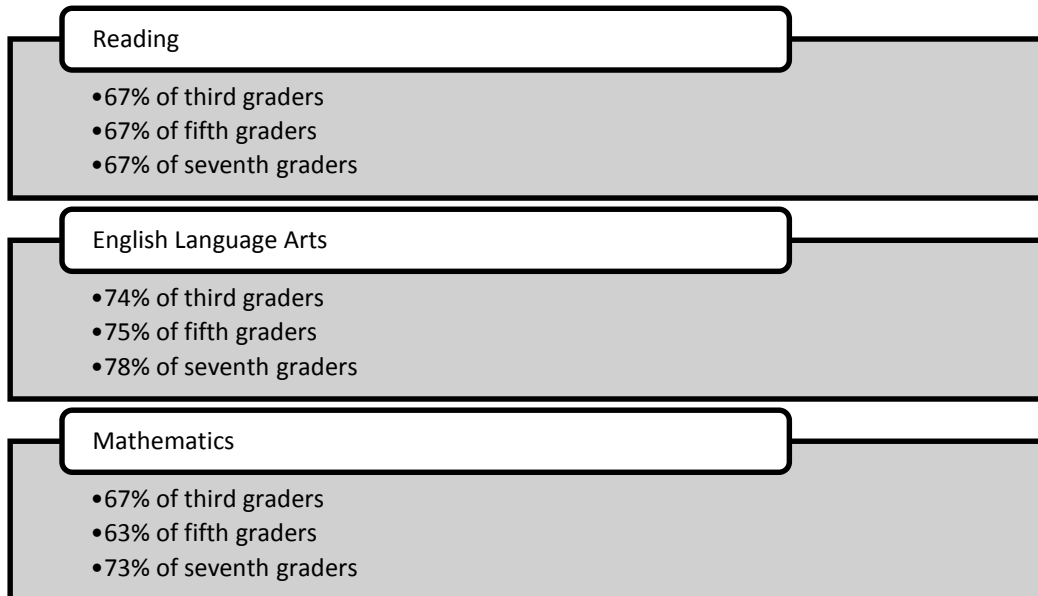 Reading
•67% of third graders
•67% of fifth graders
•67% of seventh graders
English Language Arts
•74% of third graders
•75% of fifth graders
•78% of seventh graders
Mathematics
•67% of third graders
•63% of fifth graders
•73% of seventh graders